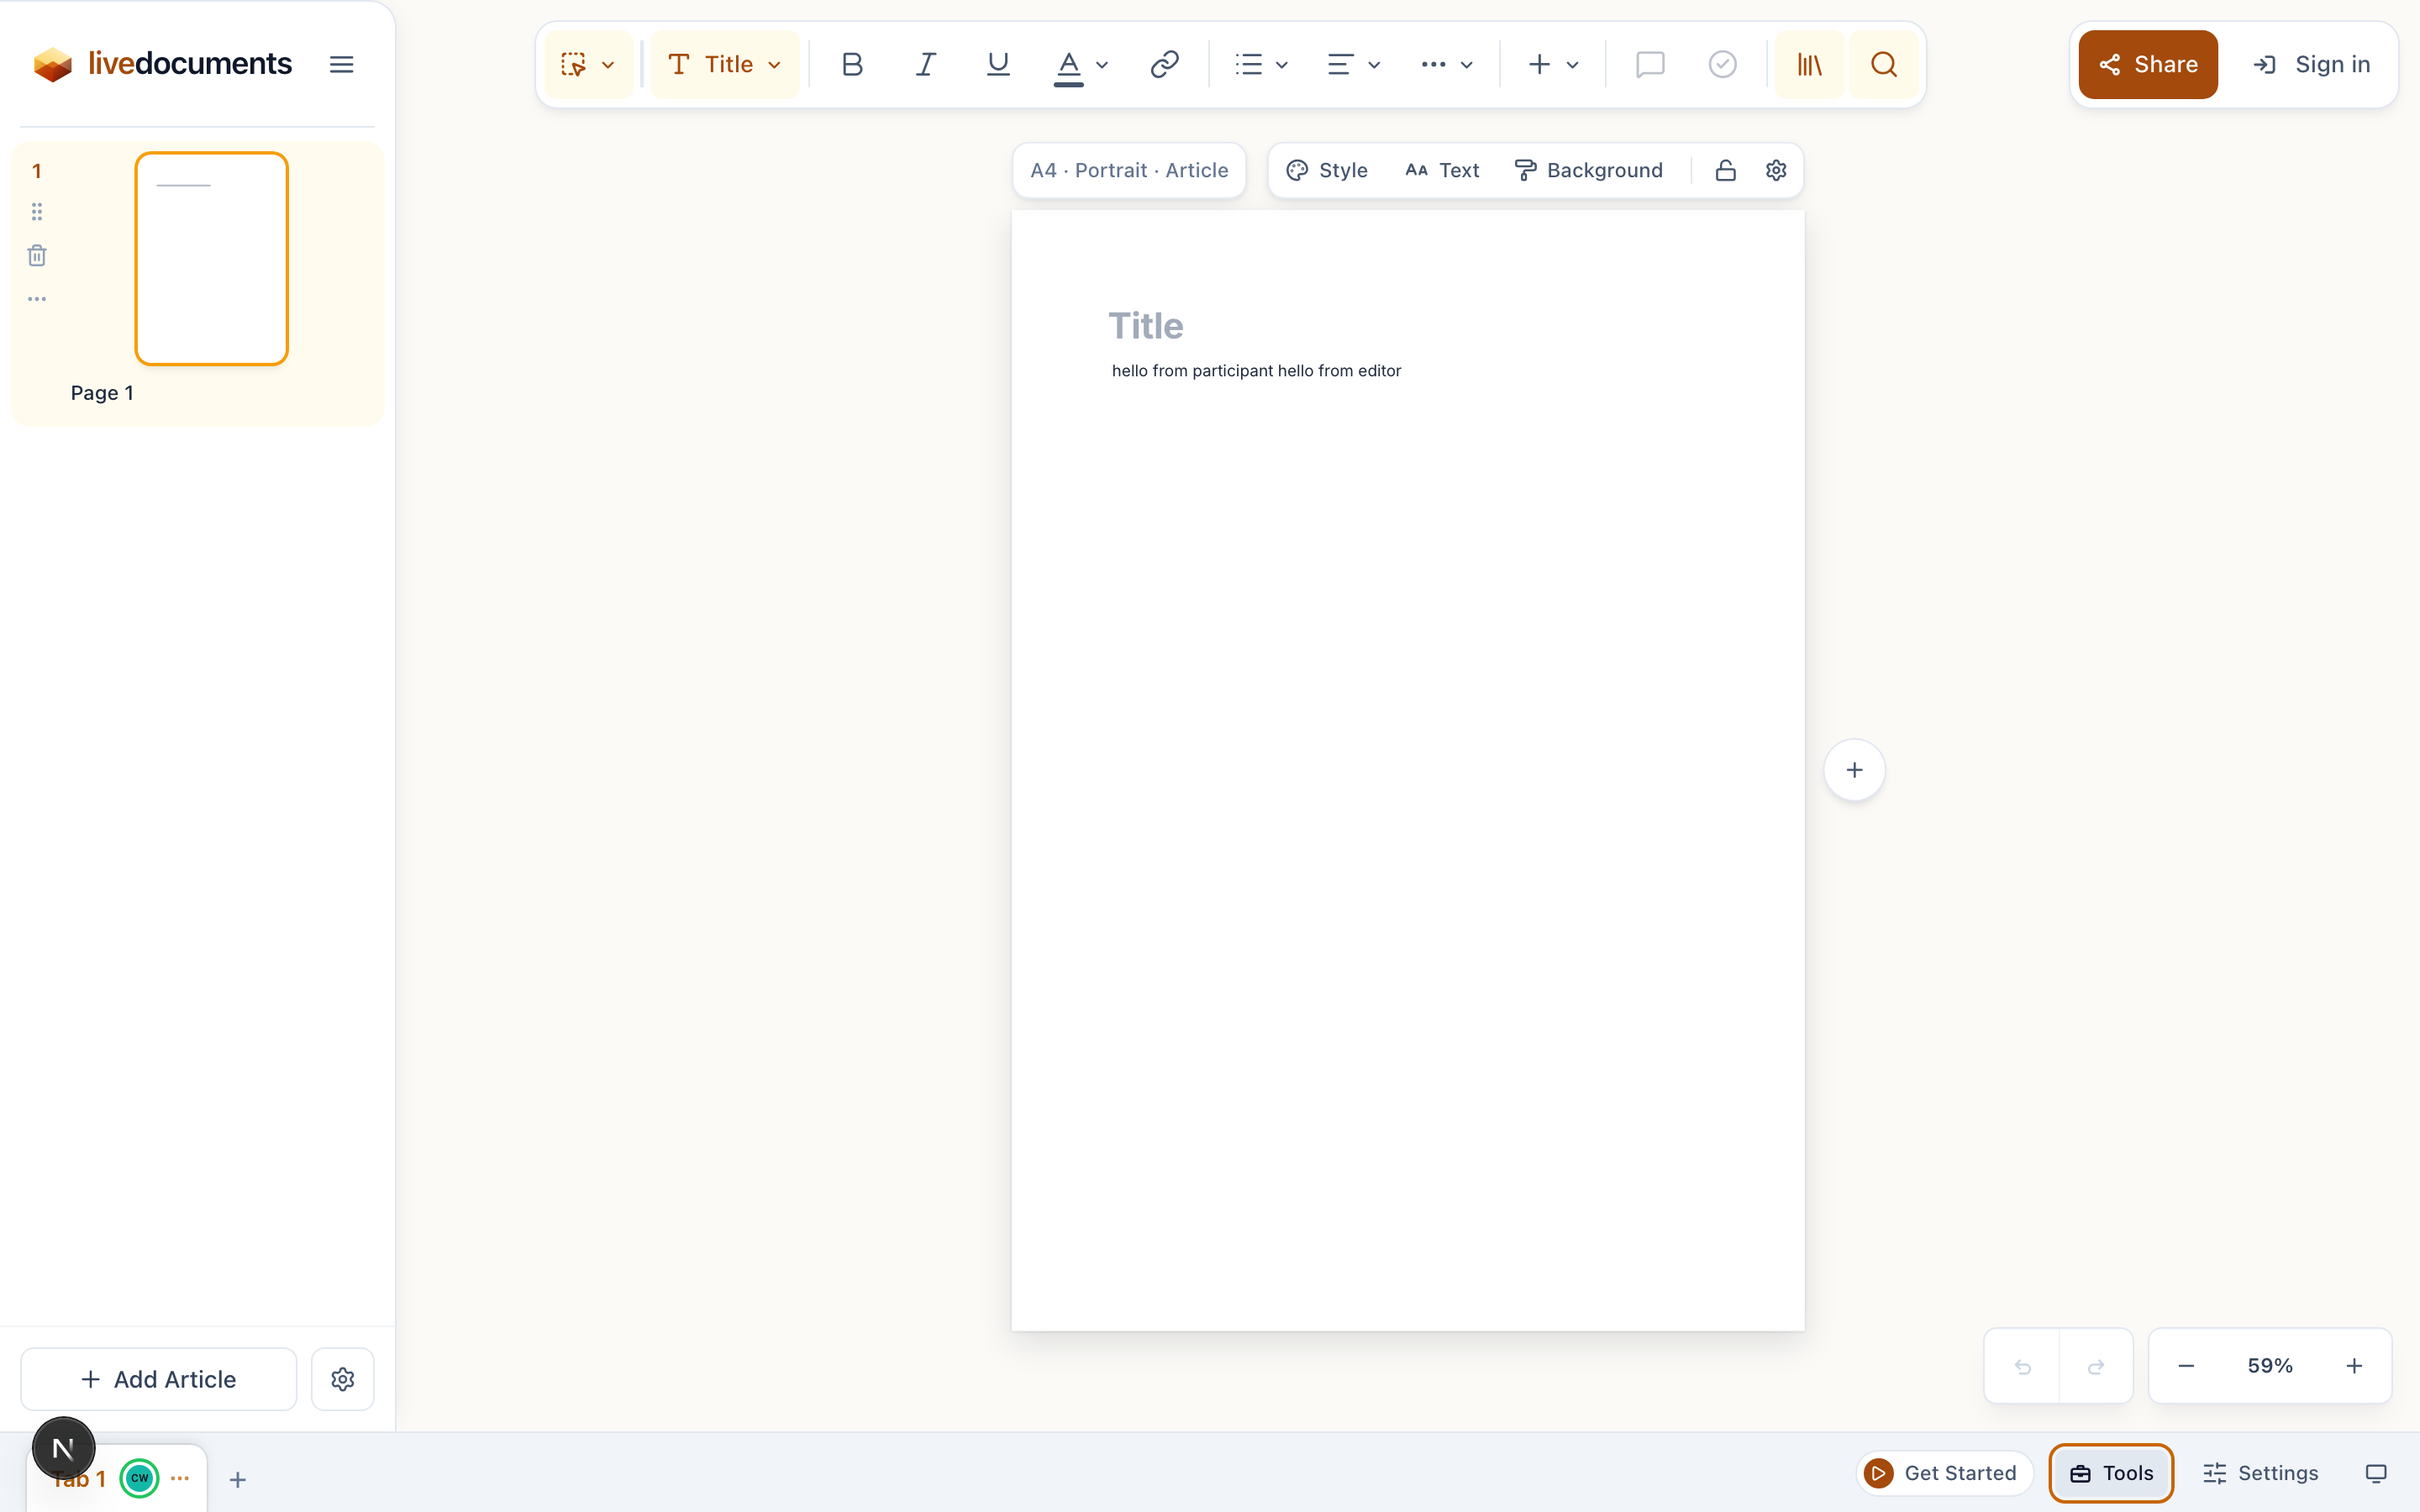 livedocuments
Title
Share
Sign in
1
Page 1
A4 · Portrait · Article
Style
Text
Background
Title
hello from participant hello from editor
Add Article
59%
N
Tab 1
CW
Get Started
Tools
Settings